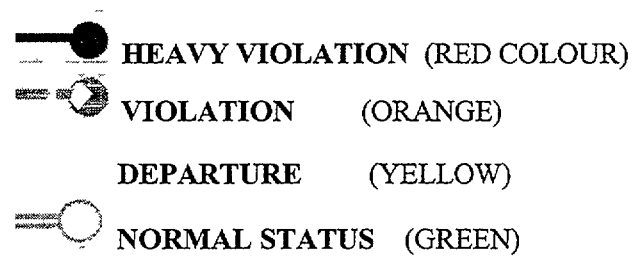 HEAVY VIOLATION (RED COLOUR)
VIOLATION (ORANGE)
DEPARTURE (YELLOW)
NORMAL STATUS (GREEN)